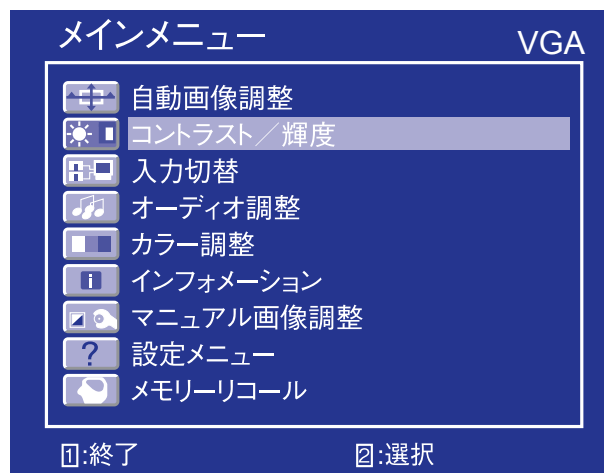 メインメニュー
VGA
自動画像調整
コントラスト／輝度
入力切替
オーディオ調整
カラー調整
i インフォメーション
マニュアル画像調整
? 設定メニュー
メモリーリコール
1:終了 2:選択